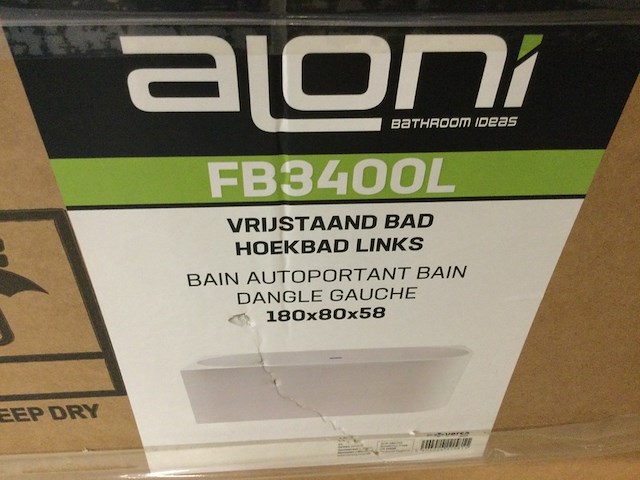 aloni
BATHROOM IDEAS
FB3400L
VRIJSTAAND BAD
HOEKBAD LINKS
BAIN AUTOPORTANT BAIN
DANGLE GAUCHE
180x80x58
EEP DRY